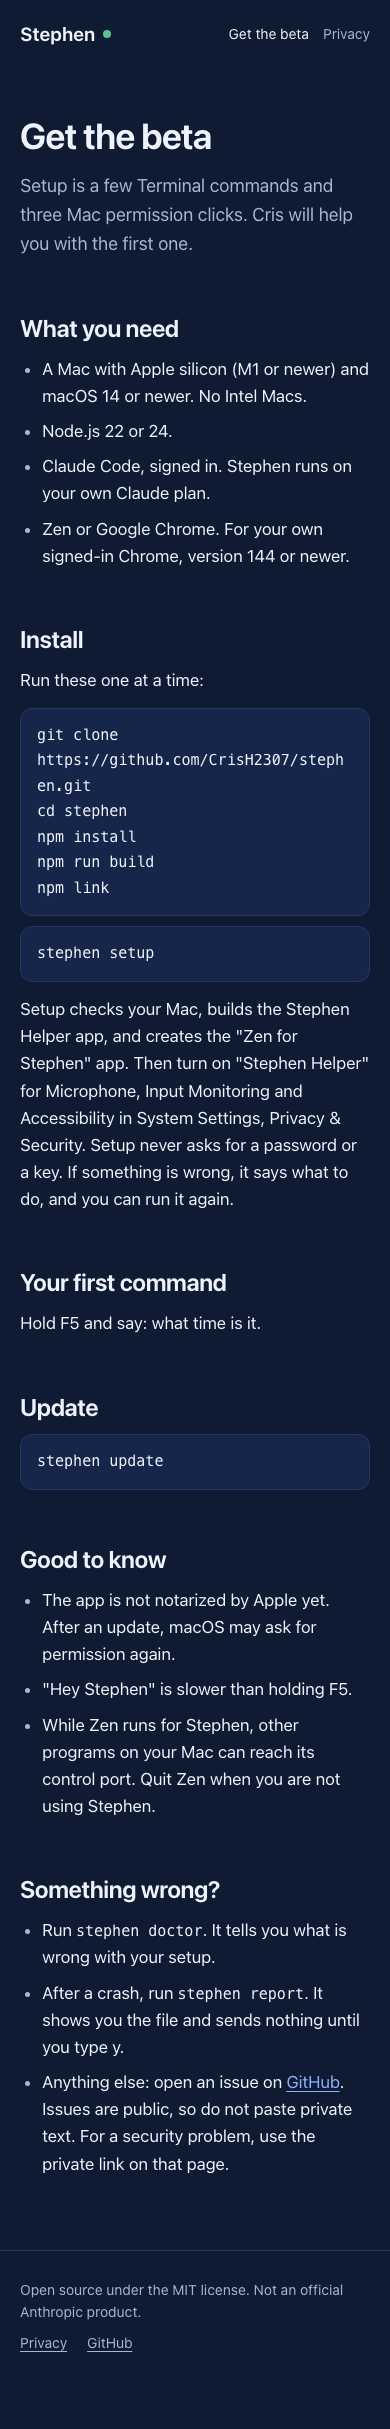 Stephen
Get the beta Privacy
Get the beta
Setup is a few Terminal commands and
three Mac permission clicks. Cris will help
you with the first one.
What you need
• A Mac with Apple silicon (M1 or newer) and
macOS 14 or newer. No Intel Macs.
• Node.js 22 or 24.
• Claude Code, signed in. Stephen runs on
your own Claude plan.
• Zen or Google Chrome. For your own
signed-in Chrome, version 144 or newer.
Install
Run these one at a time:
git clone
https://github.com/CrisH2307/steph
en.git
cd stephen
npm install
npm run build
npm link
stephen setup
Setup checks your Mac, builds the Stephen
Helper app, and creates the "Zen for
Stephen" app. Then turn on "Stephen Helper"
for Microphone, Input Monitoring and
Accessibility in System Settings, Privacy &
Security. Setup never asks for a password or
a key. If something is wrong, it says what to
do, and you can run it again.
Your first command
Hold F5 and say: what time is it.
Update
stephen update
Good to know
• The app is not notarized by Apple yet.
After an update, macOS may ask for
permission again.
• "Hey Stephen" is slower than holding F5.
• While Zen runs for Stephen, other
programs on your Mac can reach its
control port. Quit Zen when you are not
using Stephen.
Something wrong?
• Run stephen doctor. It tells you what is
wrong with your setup.
• After a crash, run stephen report. It
shows you the file and sends nothing until
you type y.
• Anything else: open an issue on GitHub.
Issues are public, so do not paste private
text. For a security problem, use the
private link on that page.
Open source under the MIT license. Not an official
Anthropic product.
Privacy GitHub